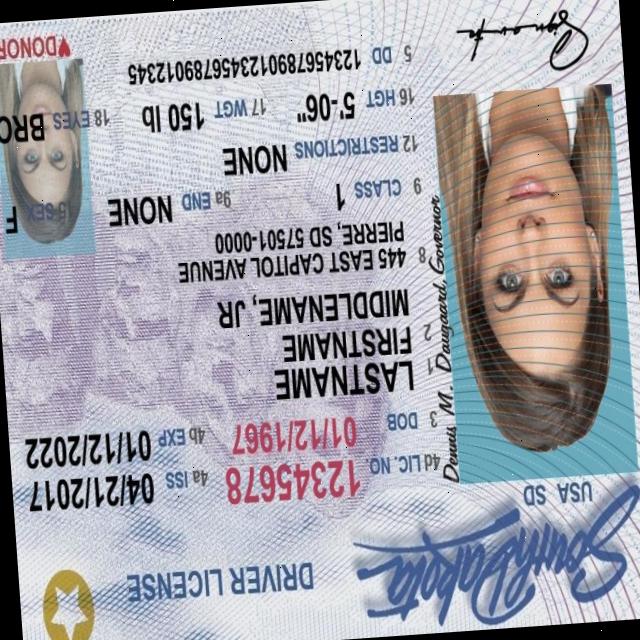 South Dakota
DRIVER LICENSE
USA SD
4d LIC. NO. 12345678 4a ISS 04/21/2017
3 DOB 01/12/1967 4b EXP 01/12/2022
1 LASTNAME
2 FIRSTNAME
MIDDLENAME, JR
8 445 EAST CAPITOL AVENUE
PIERRE, SD 57501-0000
9 CLASS 1 9a END NONE 15 SEX F
12 RESTRICTIONS NONE
16 HGT 5'-06" 17 WGT 150 lb 18 EYES BRO
5 DD 1234567890123456789012345
DONOR
Dennis M. Daugaard, Governor